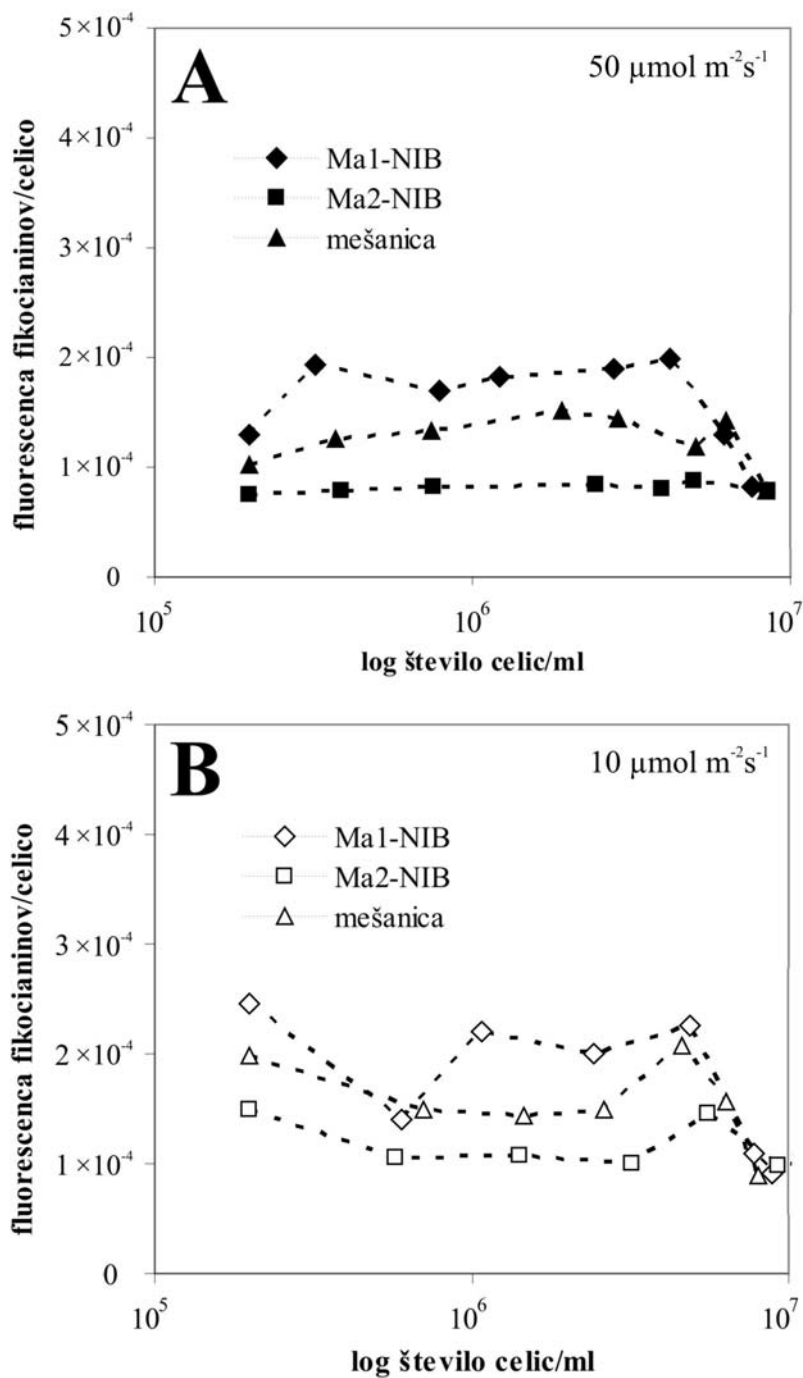 5×10⁻⁴
A
50 µmol m⁻²s⁻¹
4×10⁻⁴
Ma1-NIB
Ma2-NIB
mešanica
3×10⁻⁴
2×10⁻⁴
1×10⁻⁴
0
fluorescenca fikocianinov/celico
10⁵
10⁶
10⁷
log število celic/ml
5×10⁻⁴
B
10 µmol m⁻²s⁻¹
4×10⁻⁴
Ma1-NIB
Ma2-NIB
mešanica
3×10⁻⁴
2×10⁻⁴
1×10⁻⁴
0
fluorescenca fikocianinov/celico
10⁵
10⁶
10⁷
log število celic/ml